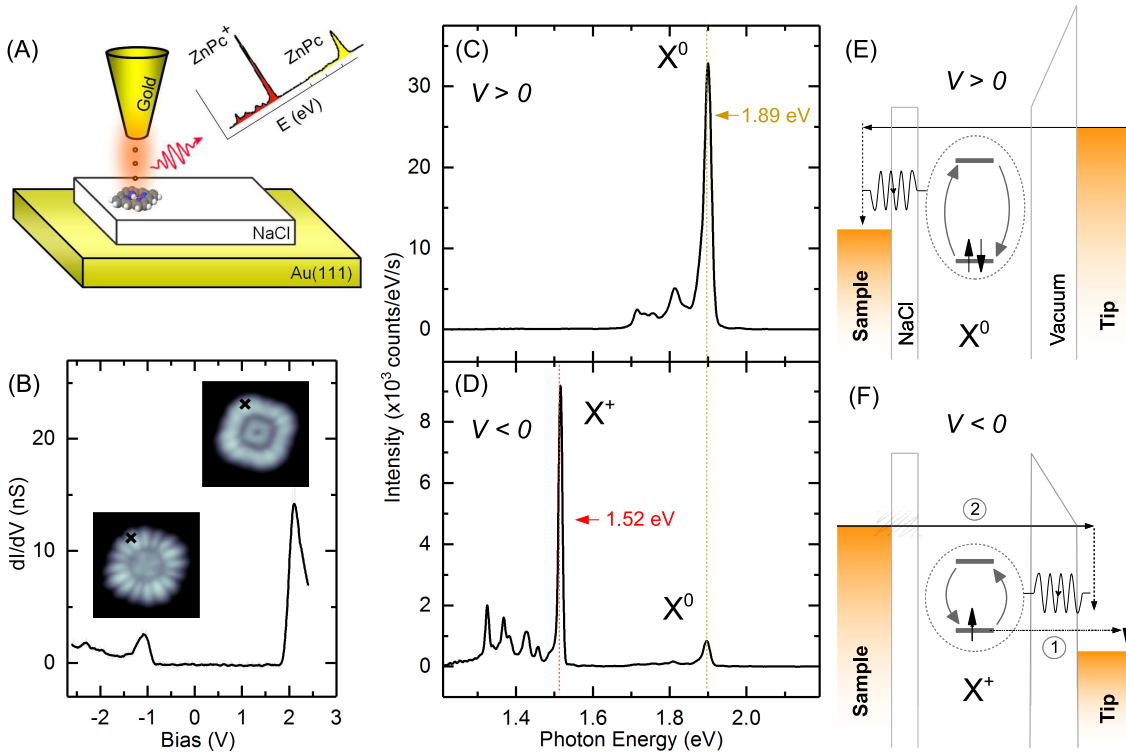 (A)
Gold
ZnPc⁺
ZnPc
E (eV)
NaCl
Au(111)
(B)
dI/dV (nS)
20
10
0
-2 -1 0 1 2 3
Bias (V)
Intensity (x10³ counts/eV/s)
(C)
X⁰
V > 0
1.89 eV
30
20
10
0
(D)
X⁺
V < 0
1.52 eV
X⁰
8
6
4
2
0
1.4 1.6 1.8 2.0
Photon Energy (eV)
(E)
V > 0
Sample
NaCl
X⁰
Vacuum
Tip
(F)
V < 0
2
1
Sample
X⁺
Tip